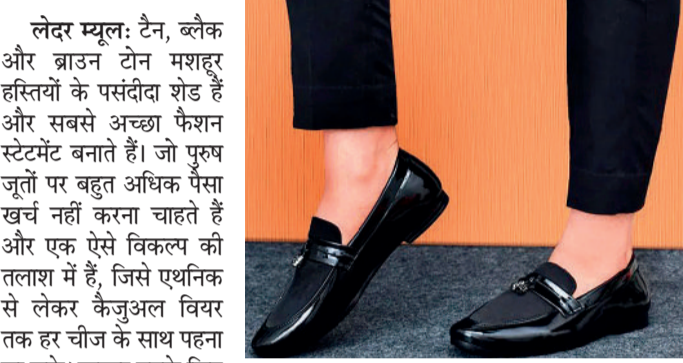 लेदर म्यूल: टैन, ब्लैक
और ब्राउन टोन मशहूर
हस्तियों के पसंदीदा शेड हैं
और सबसे अच्छा फैशन
स्टेटमेंट बनाते हैं। जो पुरुष
जूतों पर बहुत अधिक पैसा
खर्च नहीं करना चाहते हैं
और एक ऐसे विकल्प की
तलाश में हैं, जिसे एथनिक
से लेकर कैजुअल वियर
तक हर चीज के साथ पहना